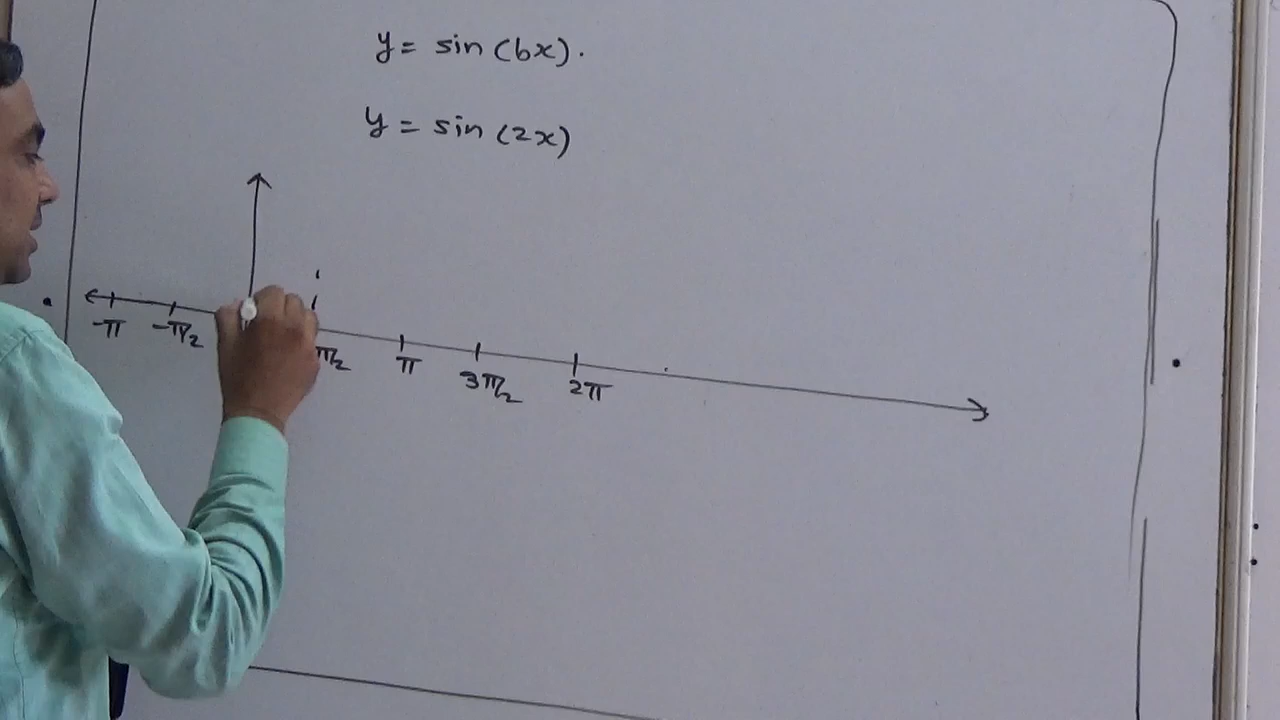 y = sin (bx).
y = sin (2x)
-π -π/2 π/2 π 3π/2 2π